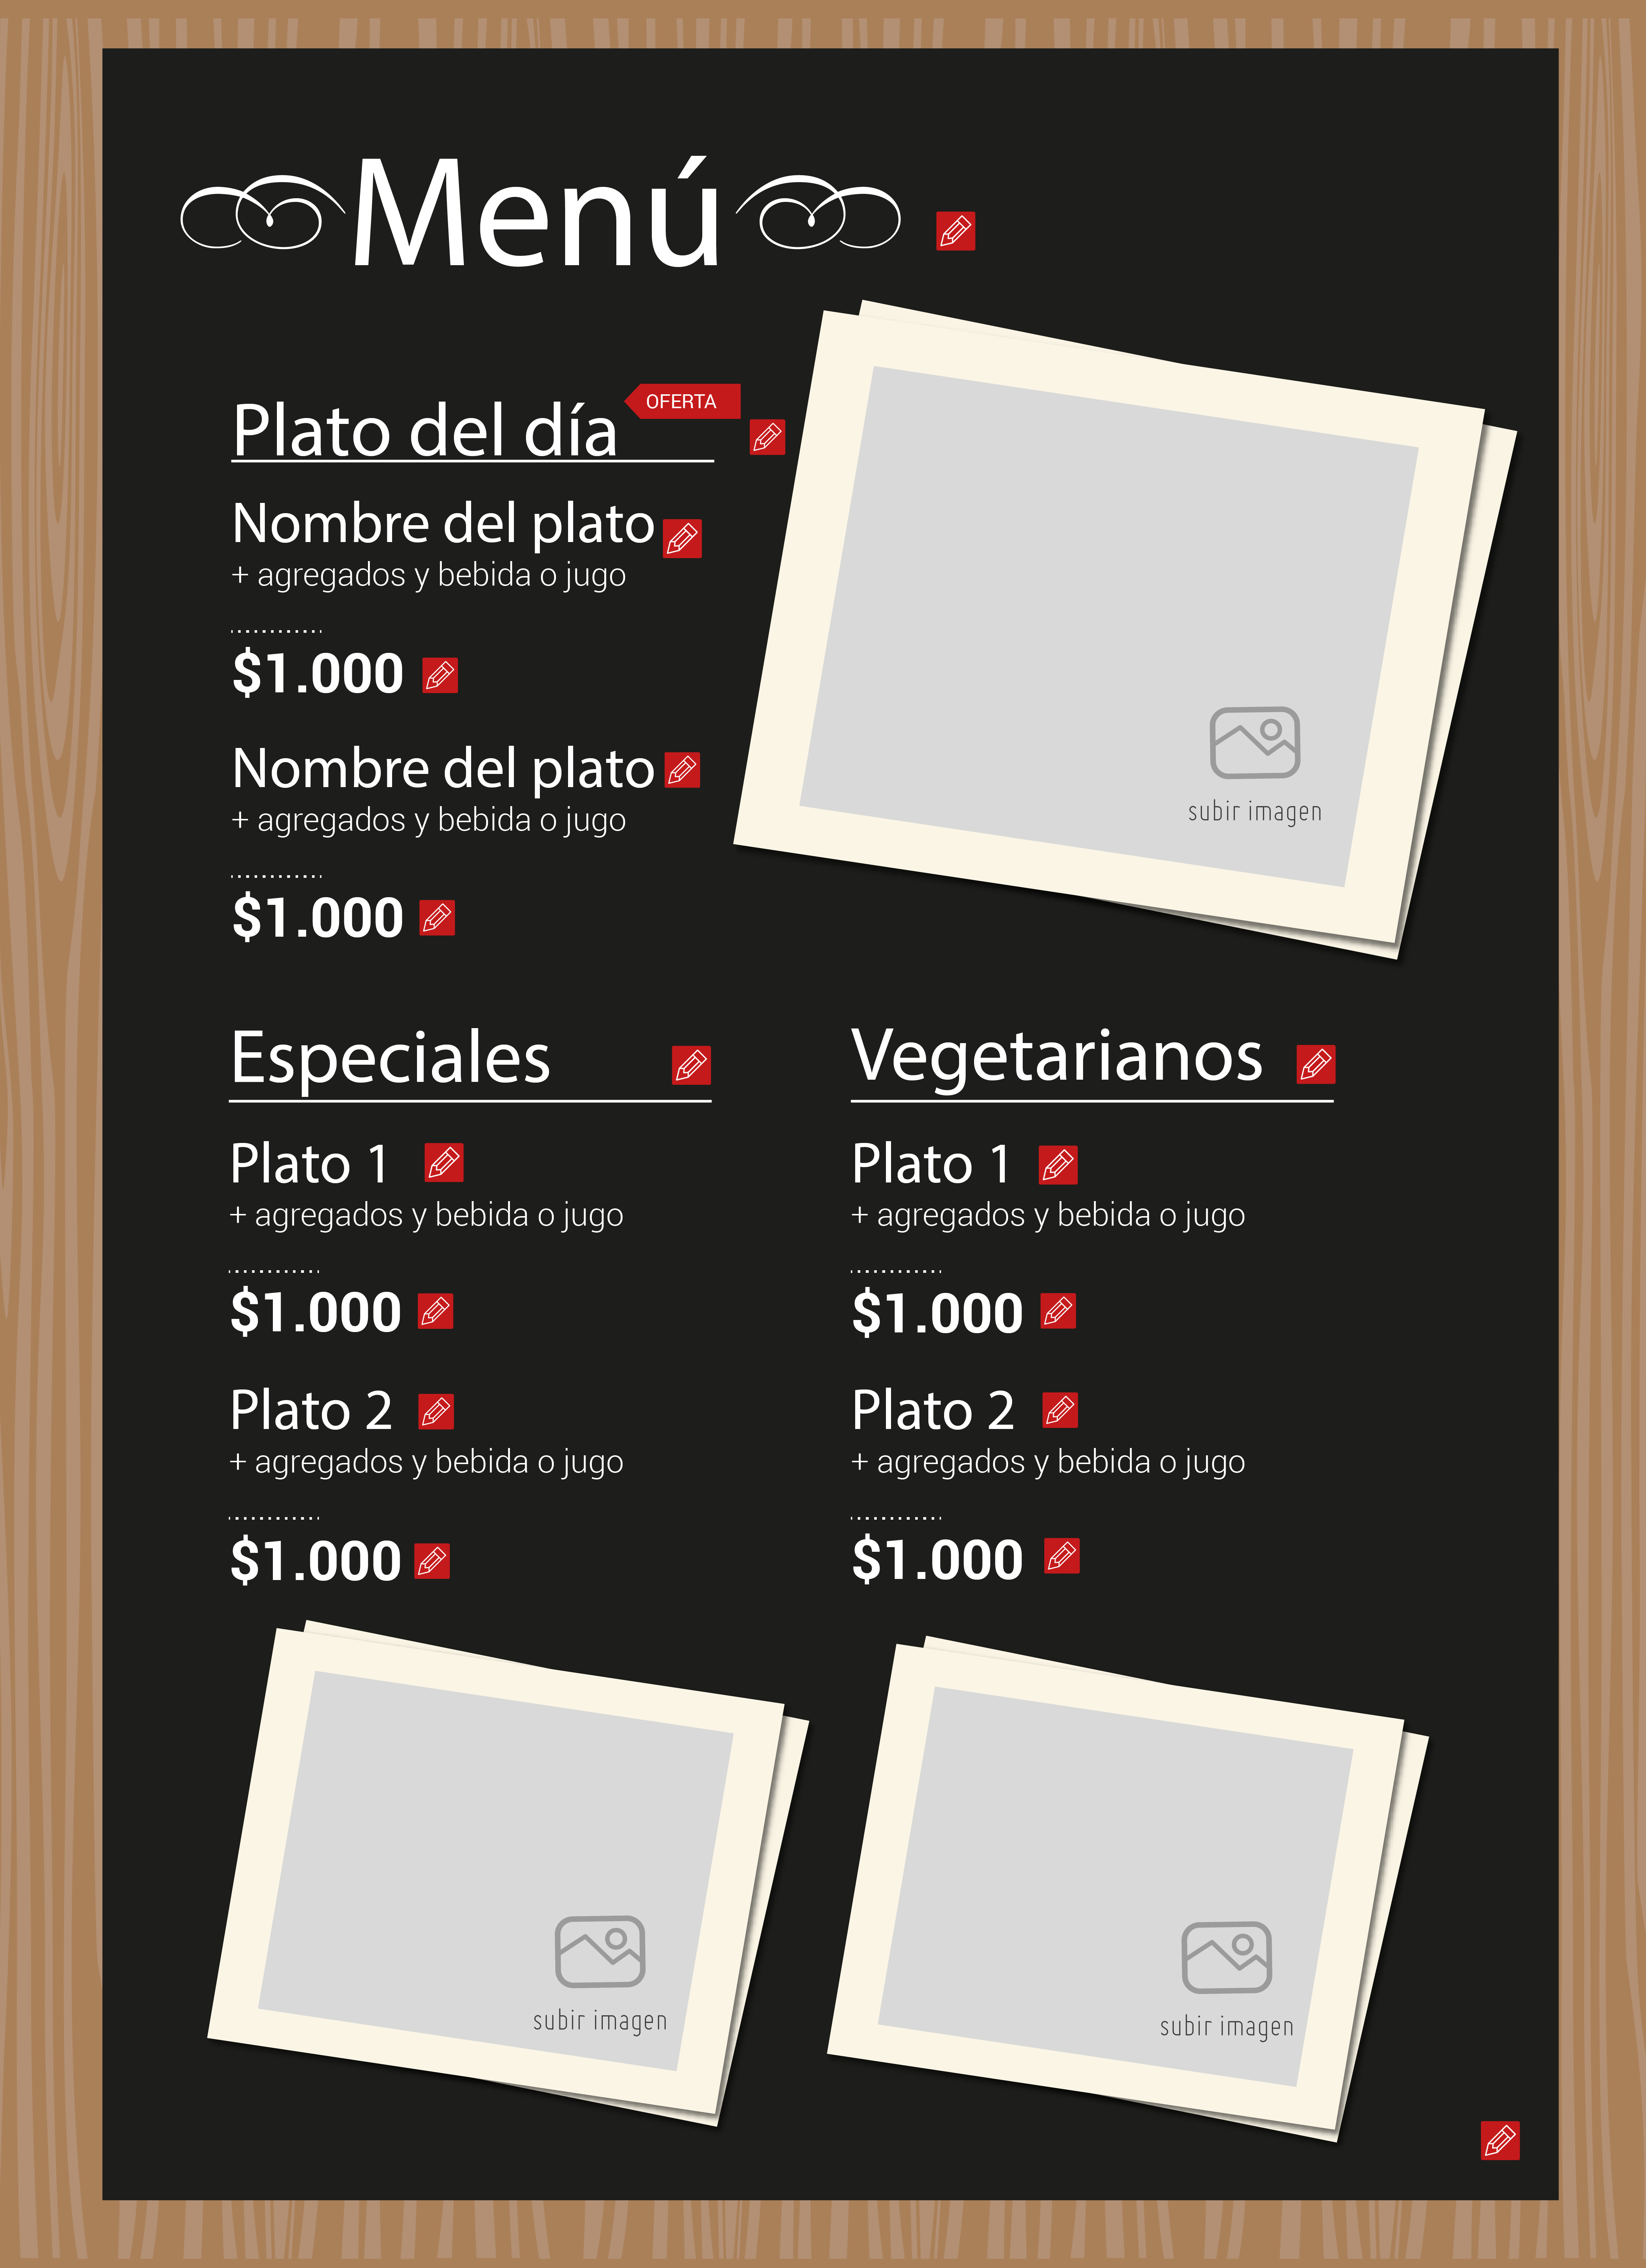 Menú
Plato del día
OFERTA
Nombre del plato
+ agregados y bebida o jugo
$1.000
Nombre del plato
+ agregados y bebida o jugo
$1.000
subir imagen
Especiales
Plato 1
+ agregados y bebida o jugo
$1.000
Plato 2
+ agregados y bebida o jugo
$1.000
Vegetarianos
Plato 1
+ agregados y bebida o jugo
$1.000
Plato 2
+ agregados y bebida o jugo
$1.000
subir imagen
subir imagen